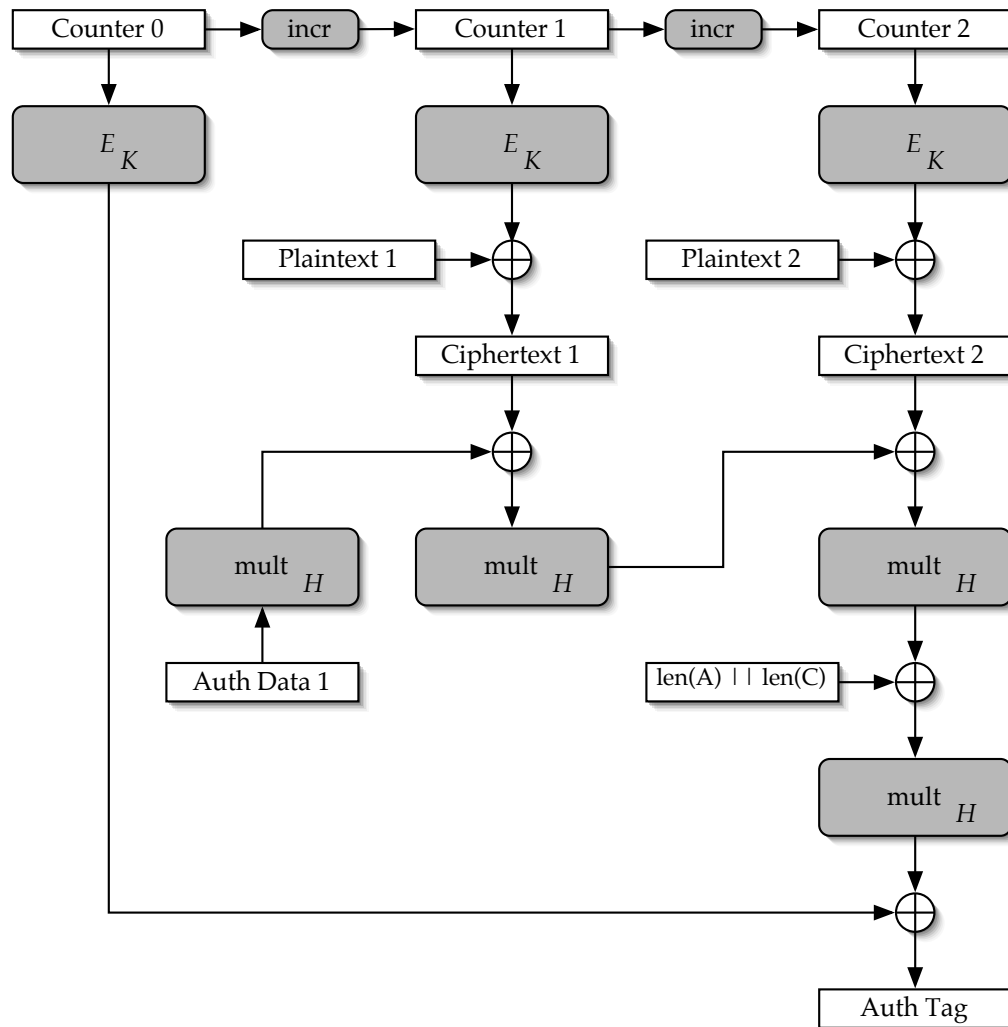 Counter 0
incr
Counter 1
incr
Counter 2
E K
E K
E K
Plaintext 1
Plaintext 2
Ciphertext 1
Ciphertext 2
mult H
mult H
mult H
Auth Data 1
len(A) || len(C)
mult H
Auth Tag